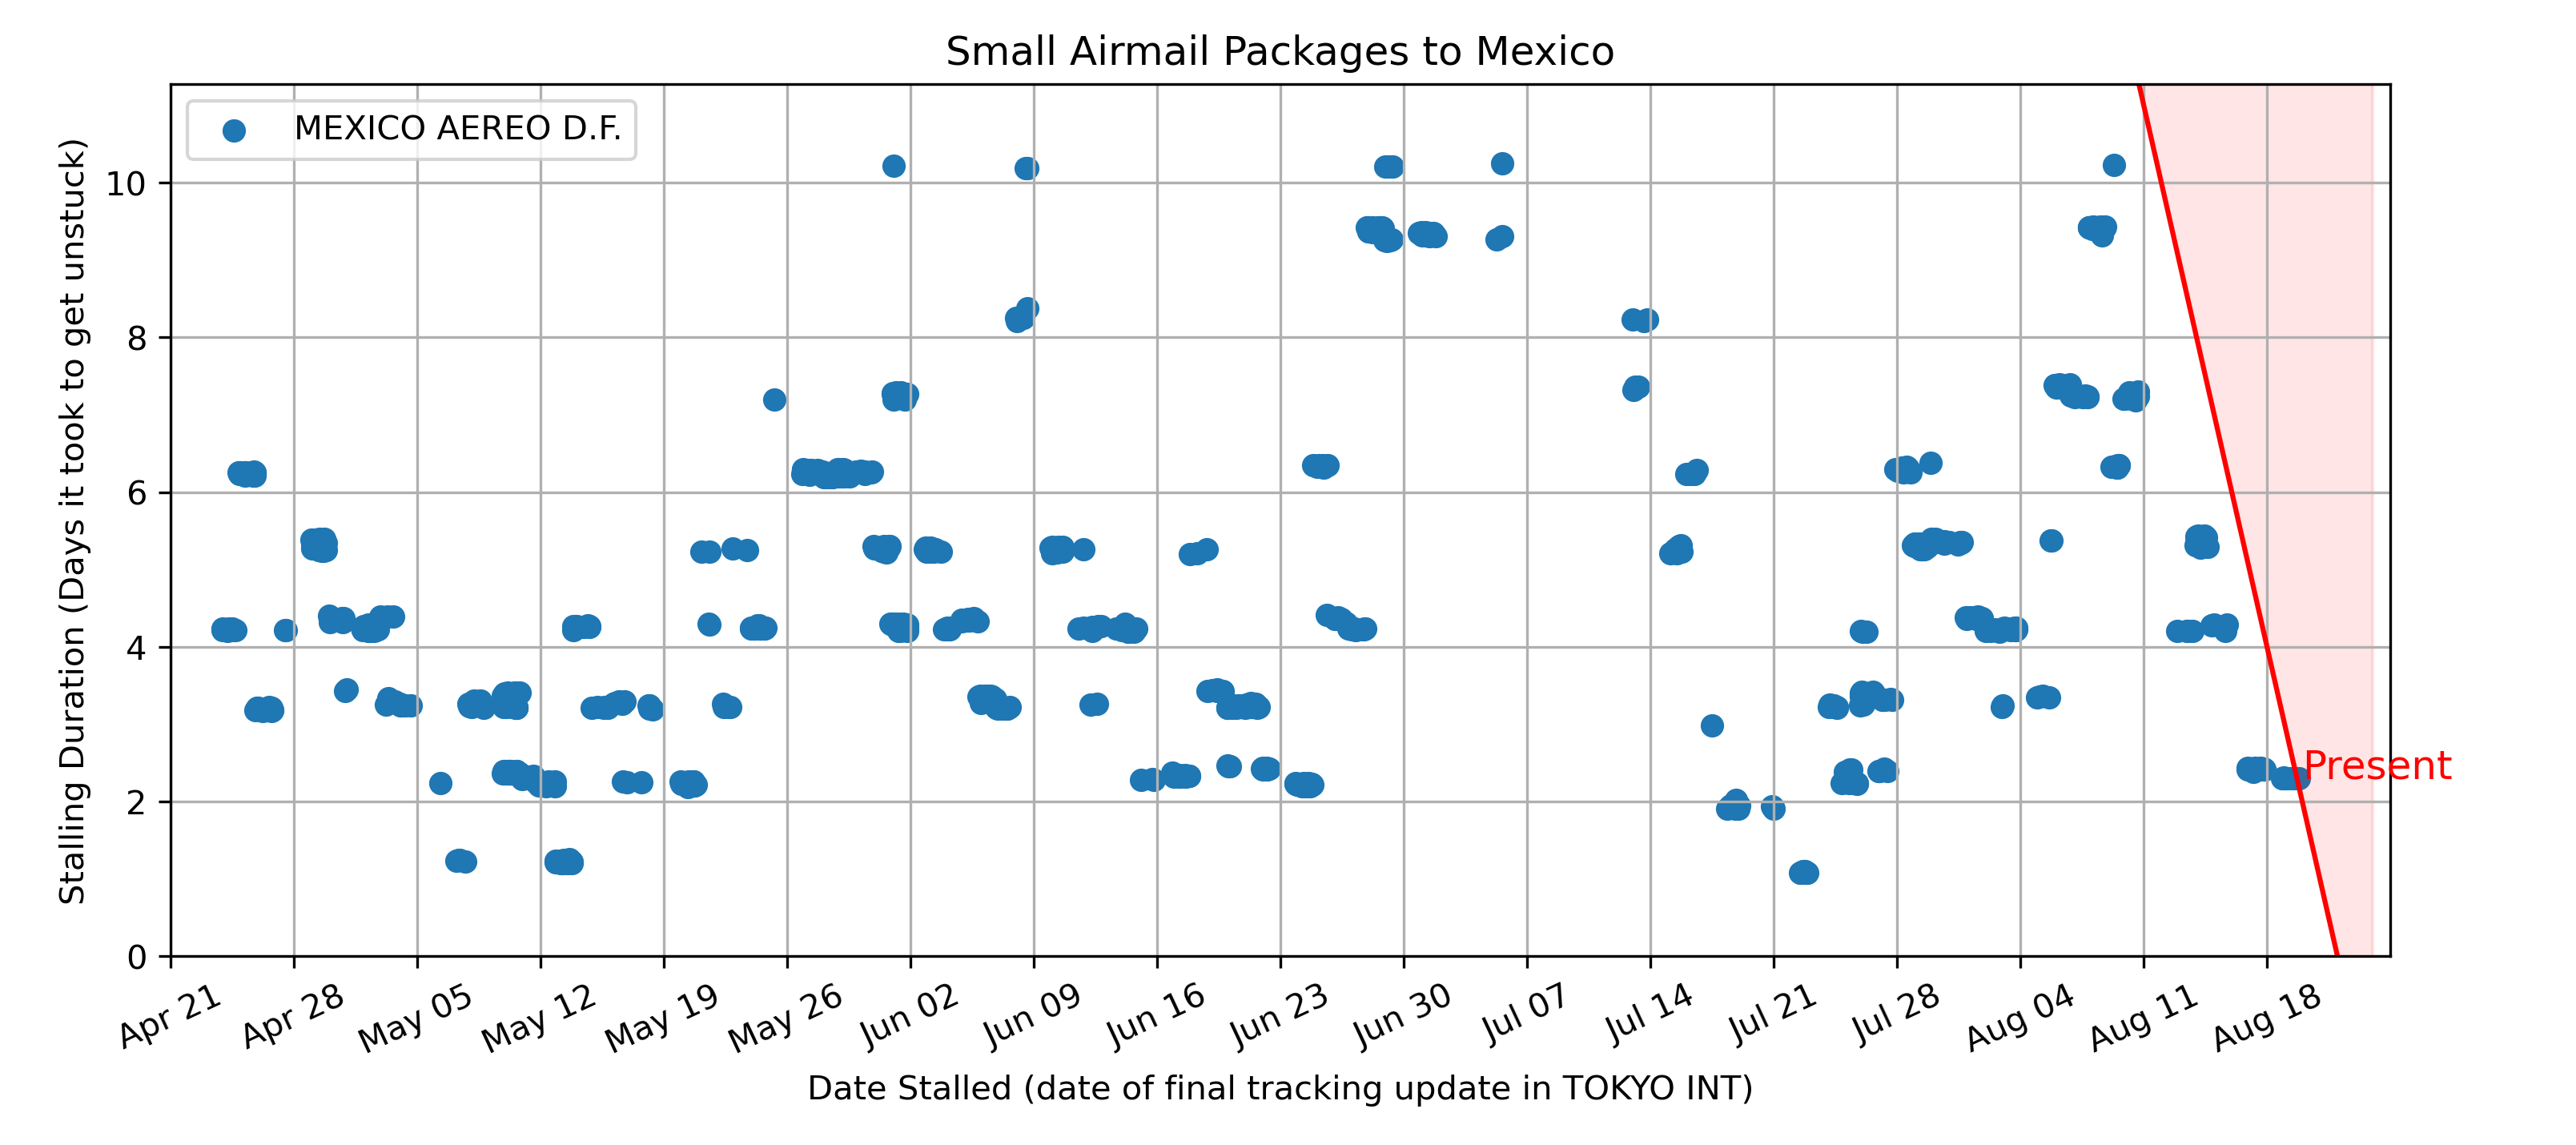 Small Airmail Packages to Mexico
MEXICO AEREO D.F.
Stalling Duration (Days it took to get unstuck)
10
8
6
4
2
0
Present
Apr 21
Apr 28
May 05
May 12
May 19
May 26
Jun 02
Jun 09
Jun 16
Jun 23
Jun 30
Jul 07
Jul 14
Jul 21
Jul 28
Aug 04
Aug 11
Aug 18
Date Stalled (date of final tracking update in TOKYO INT)